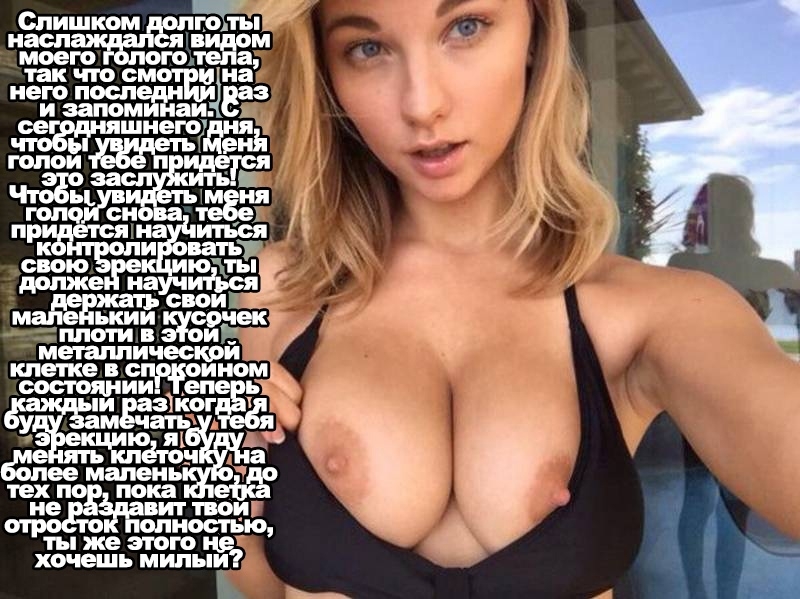 Слишком долго ты
наслаждался видом
моего голого тела,
так что смотри на
него последний раз
и запоминай. С
сегодняшнего дня,
чтобы увидеть меня
голой тебе придётся
это заслужить!
Чтобы увидеть меня
голой снова, тебе
придётся научиться
контролировать
свою эрекцию, ты
должен научиться
держать свой
маленький кусочек
плоти в этой
металлической
клетке в спокойном
состоянии! Теперь
каждый раз когда я
буду замечать у тебя
эрекцию, я буду
менять клеточку на
более маленькую, до
тех пор, пока клетка
не раздавит твой
отросток полностью,
ты же этого не
хочешь милый?